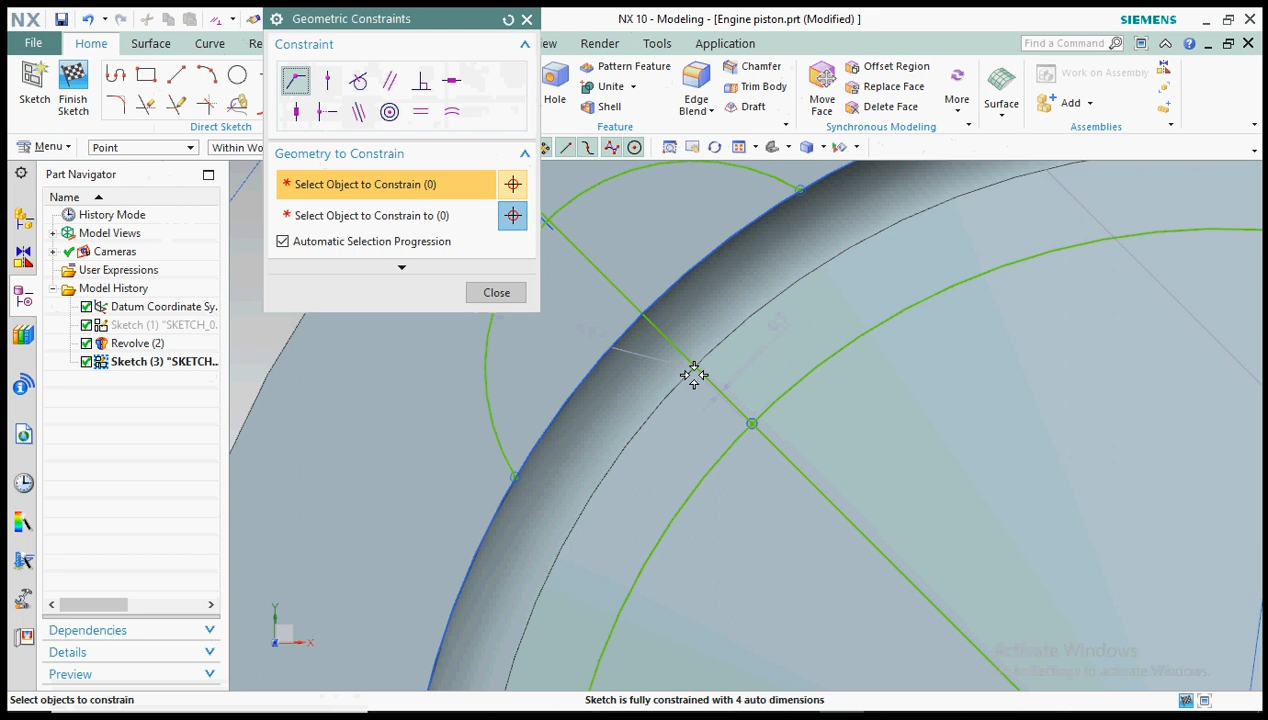 NX
Geometric Constraints
NX 10 - Modeling - [Engine piston.prt (Modified) ]
SIEMENS
File
Home
Surface
Curve
Re
ew
Render
Tools
Application
Find a Command
Sketch
Finish
Sketch
Direct Sketch
Hole
Pattern Feature
Unite
Shell
Edge
Blend
Chamfer
Trim Body
Draft
Feature
Move
Face
Offset Region
Replace Face
Delete Face
More
Synchronous Modeling
Surface
Work on Assembly
Add
Assemblies
Menu
Point
Within Wo
Constraint
Geometry to Constrain
* Select Object to Constrain (0)
* Select Object to Constrain to (0)
Automatic Selection Progression
Close
Part Navigator
Name
History Mode
Model Views
Cameras
User Expressions
Model History
Datum Coordinate Sy.
Sketch (1) "SKETCH_0.
Revolve (2)
Sketch (3) "SKETCH..
Dependencies
Details
Preview
Y
X
Activate Windows
to activate Windows.
Select objects to constrain
Sketch is fully constrained with 4 auto dimensions